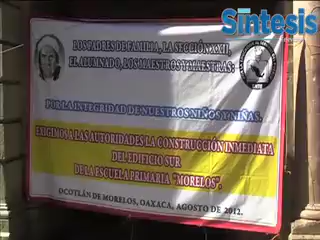 Síntesis
LOS PADRES DE FAMILIA, LA SECCIÓN XXII,
EL ALUMNADO, LOS MAESTROS Y MAESTRAS:
POR LA INTEGRIDAD DE NUESTROS NIÑOS Y NIÑAS.
EXIGIMOS A LAS AUTORIDADES LA CONSTRUCCIÓN INMEDIATA
DEL EDIFICIO SUR
DE LA ESCUELA PRIMARIA "MORELOS".
OCOTLÁN DE MORELOS, OAXACA, AGOSTO DE 2012.